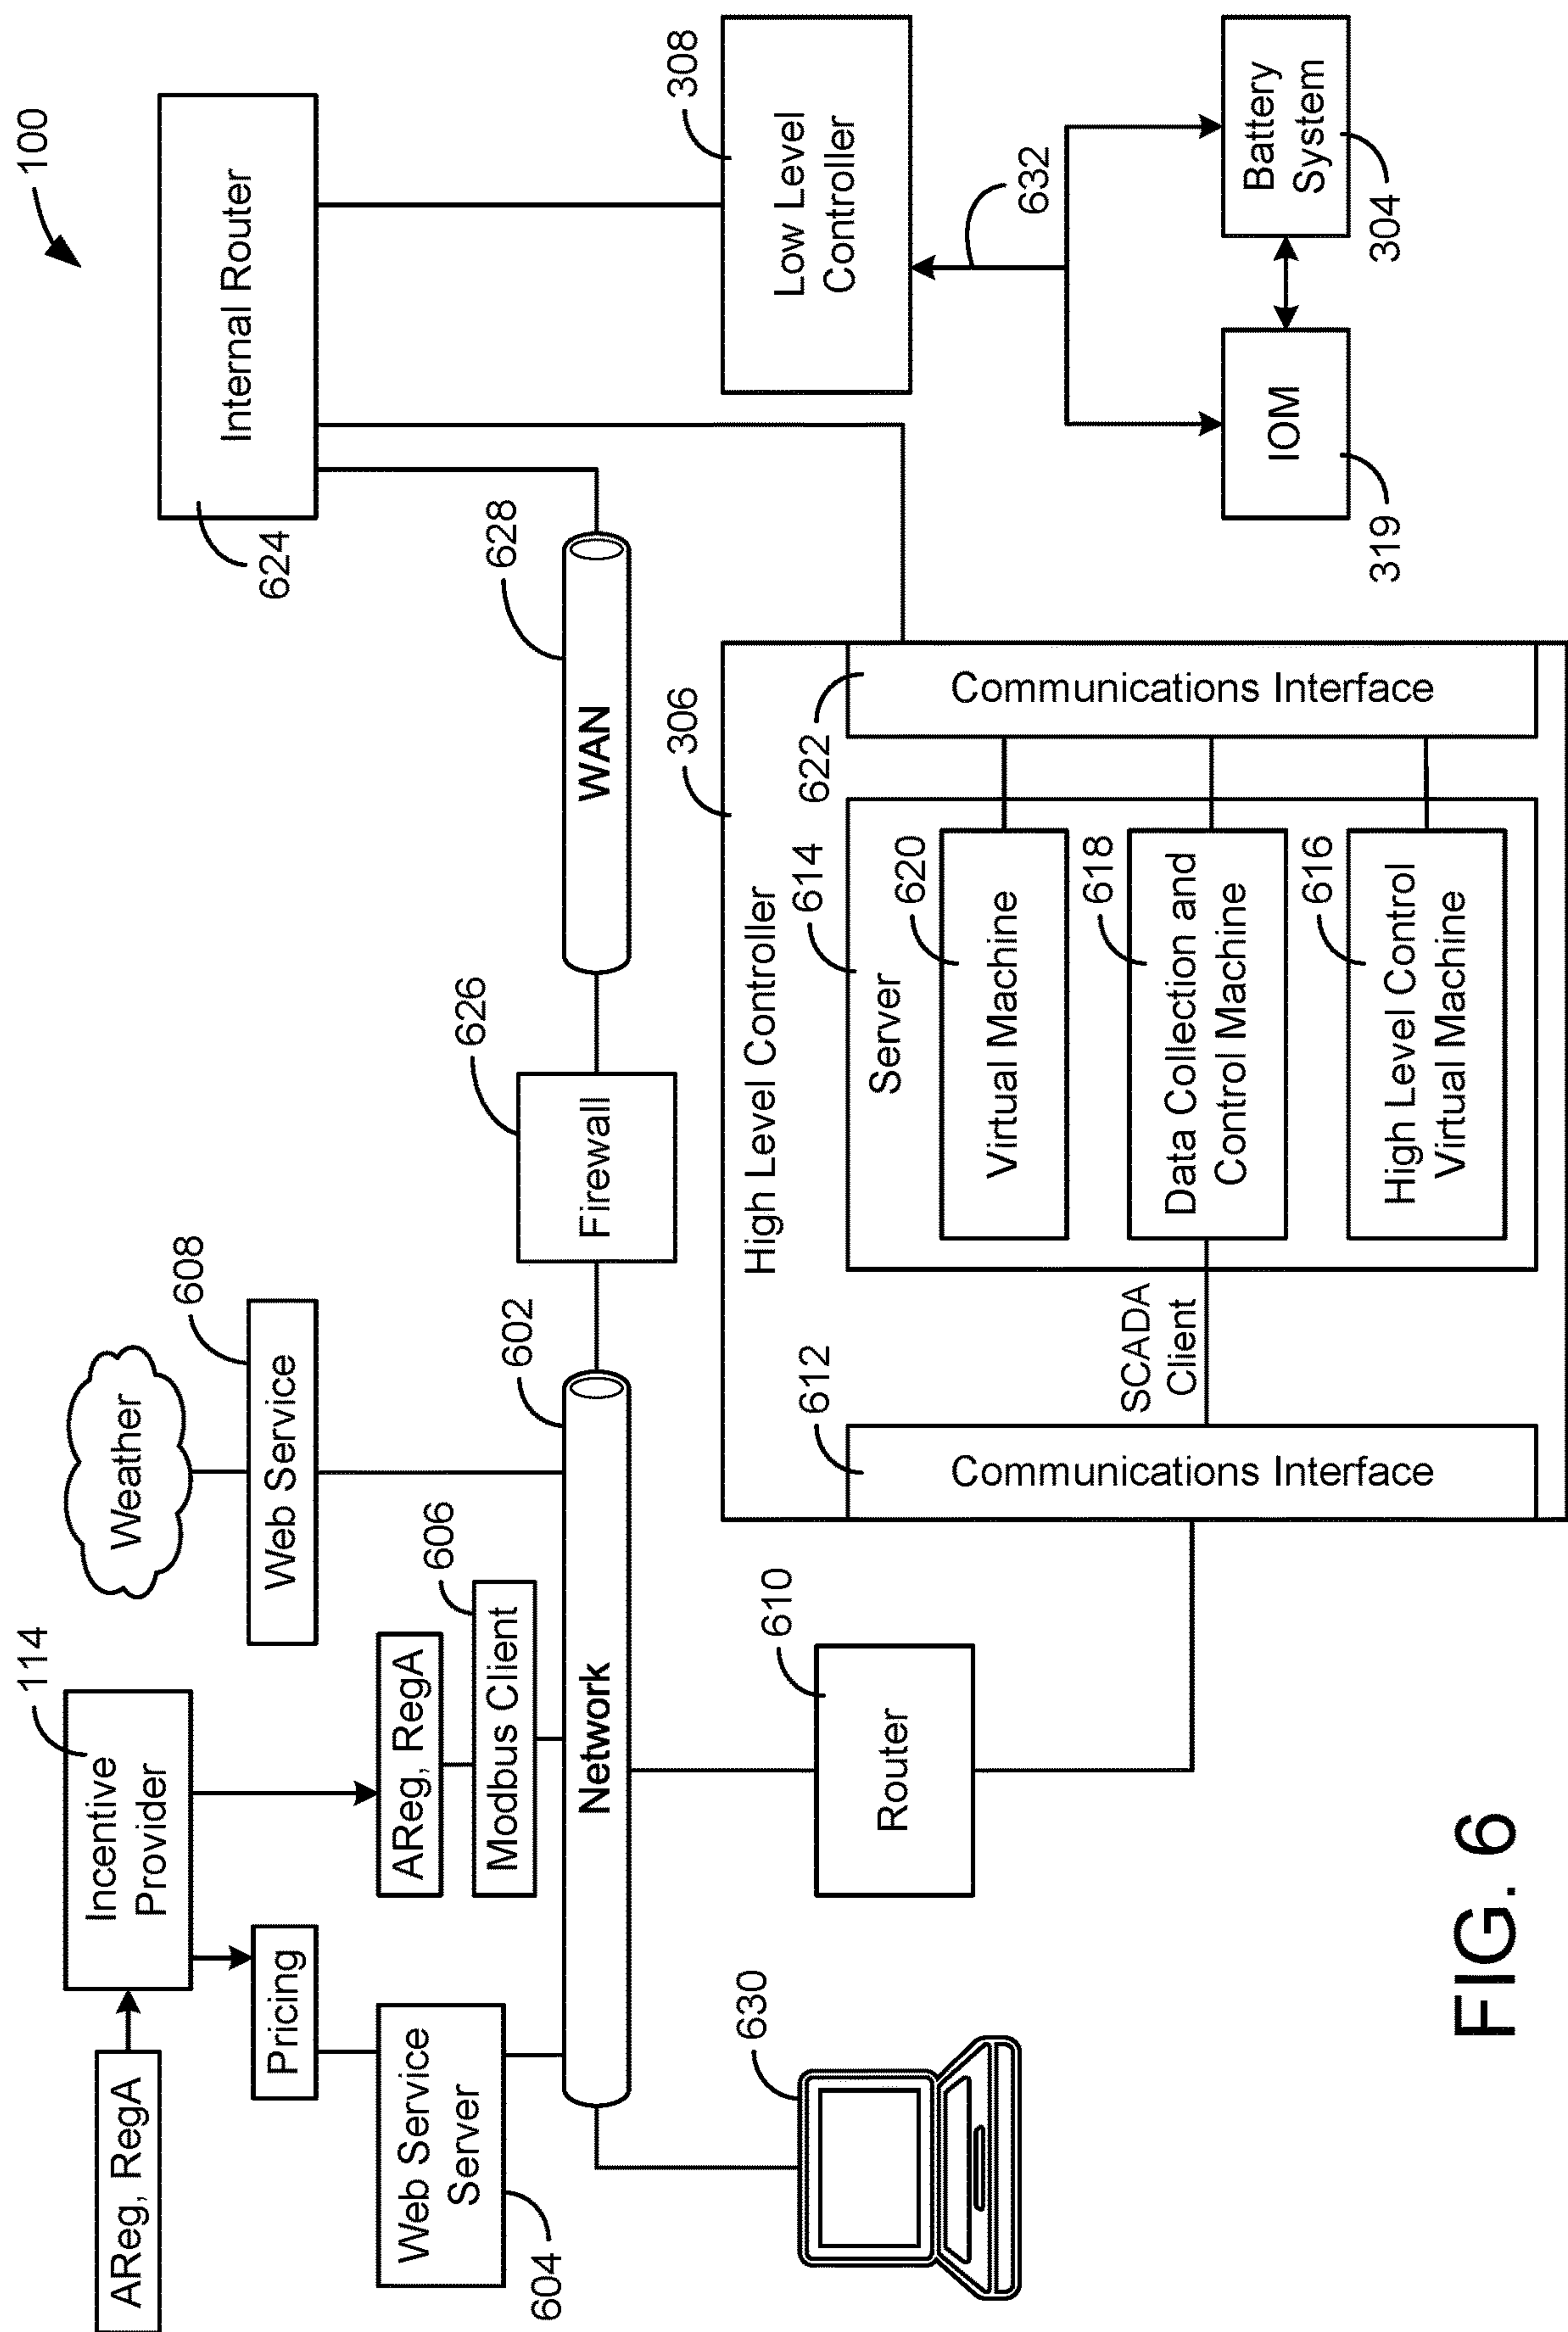 100
AReg, RegA
Incentive
Provider
114
Pricing
Web Service
Server
604
AReg, RegA
Modbus Client
606
Weather
Web Service
608
Network
602
Firewall
626
WAN
628
Internal Router
624
630
Router
610
High Level Controller
306
Communications Interface
612
SCADA
Client
Server
614
Virtual Machine
620
Data Collection and
Control Machine
618
High Level Control
Virtual Machine
616
Communications Interface
622
Low Level
Controller
308
632
IOM
319
Battery
System
304
FIG. 6